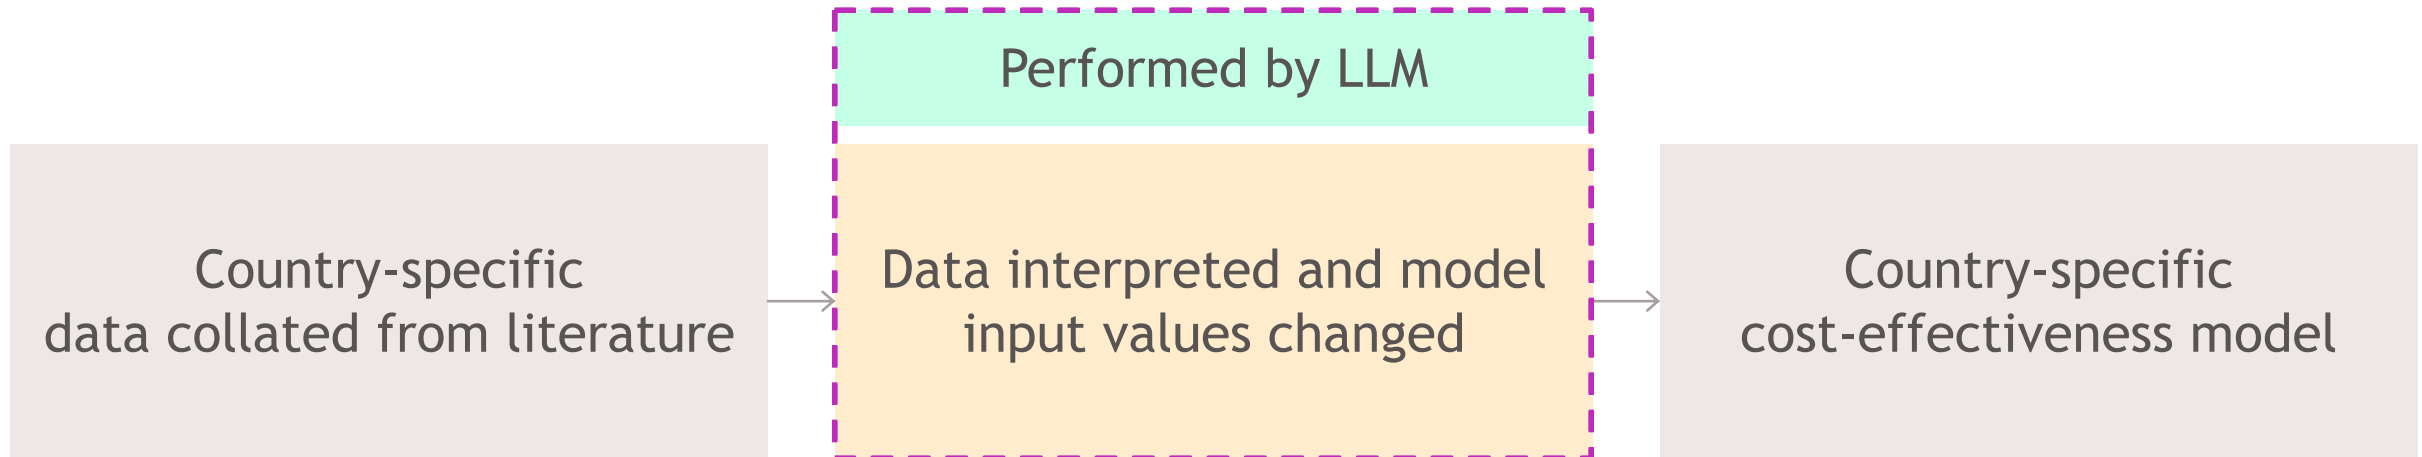 Performed by LLM
Country-specific
data collated from literature
Data interpreted and model
input values changed
Country-specific
cost-effectiveness model